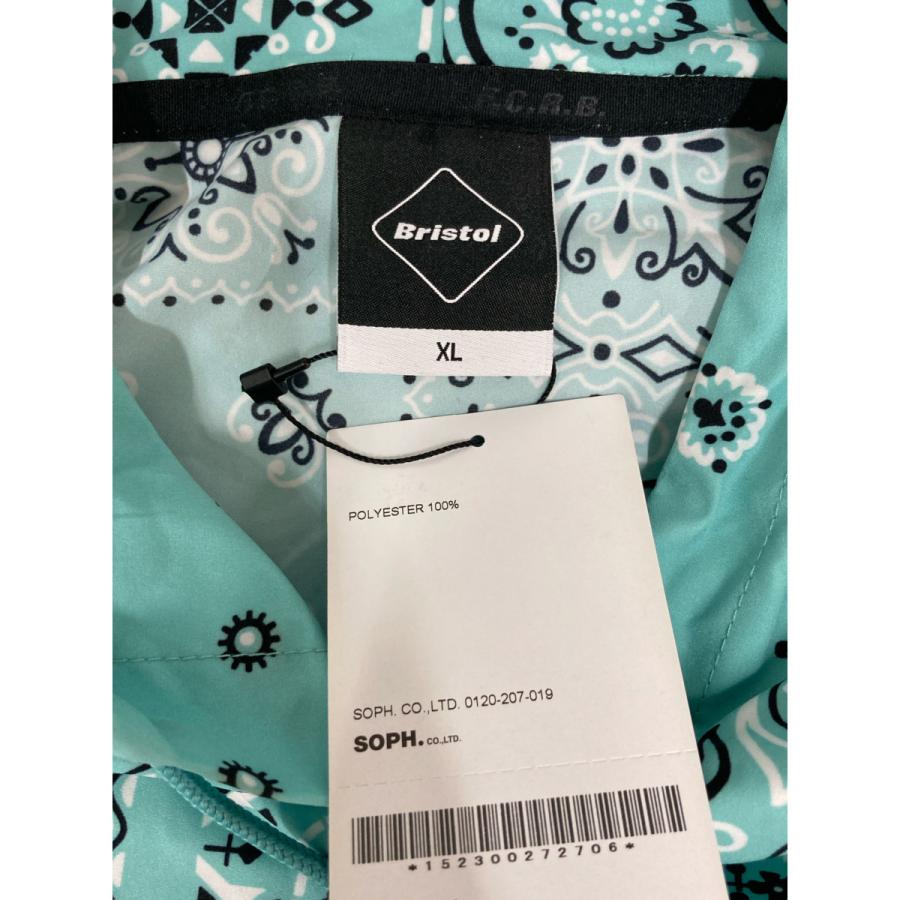 F.C.R.B.
Bristol
XL
POLYESTER 100%
SOPH. CO.,LTD. 0120-207-019
SOPH. CO.,LTD.
*152300272706*